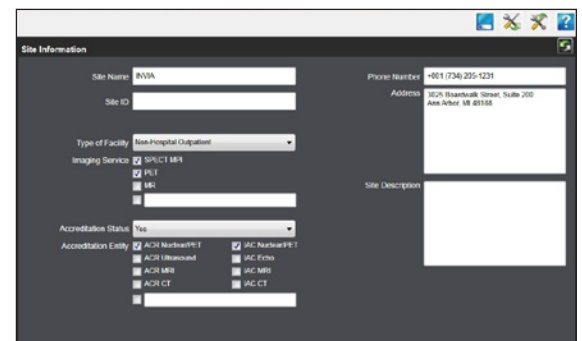 Site Information
Site Name INVIA
Site ID
Type of Facility Non-Hospital Outpatient
Imaging Service SPECT MPI
PET
MR
Accreditation Status Yes
Accreditation Entity ACR Nuclear/PET IAC Nuclear/PET
ACR Ultrasound IAC Echo
ACR MRI IAC MRI
ACR CT IAC CT
Phone Number +001 (734) 205-1231
Address 3025 Boardwalk Street, Suite 200
Ann Arbor, MI 48108
Site Description